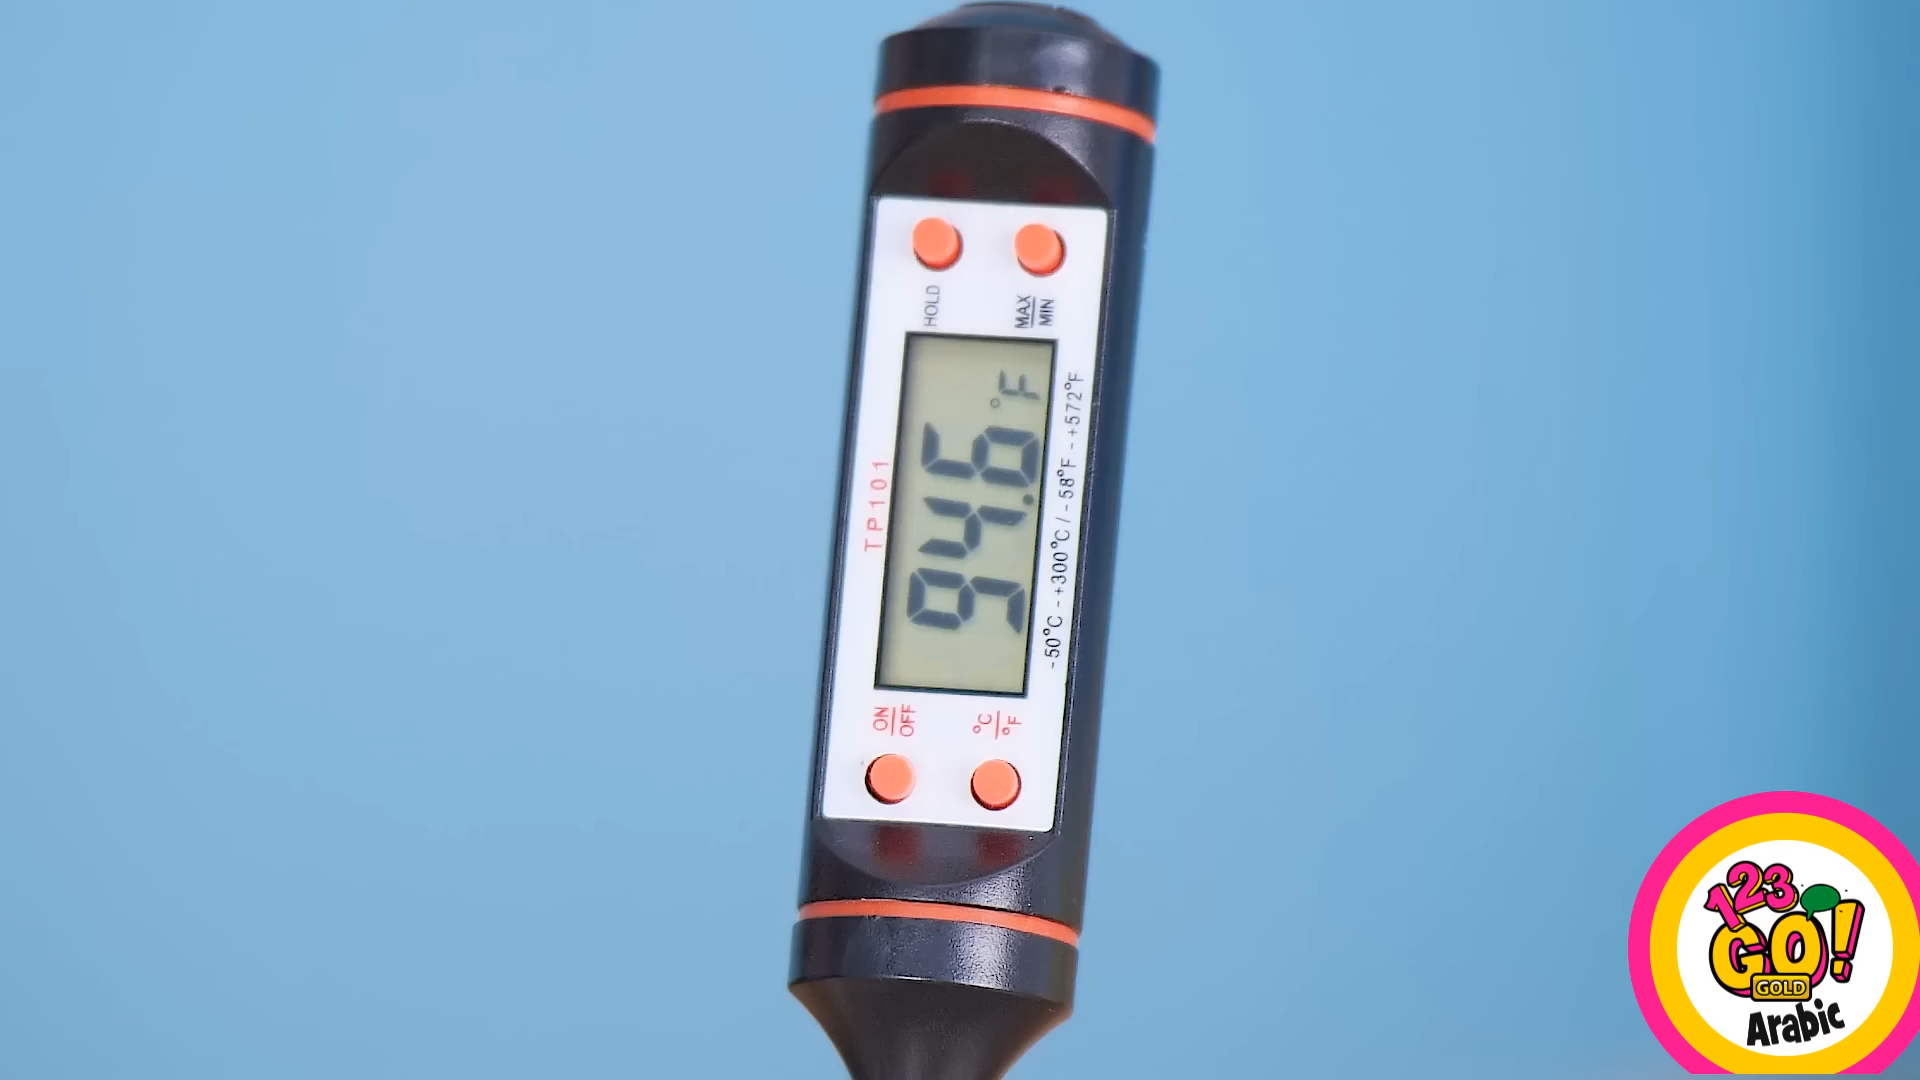 HOLD
MAX
MIN
TP101
94.6 °F
-50°C-+300°C/-58°F-+572°F
ON
OFF
°C
°F
123
GO!
GOLD
Arabic